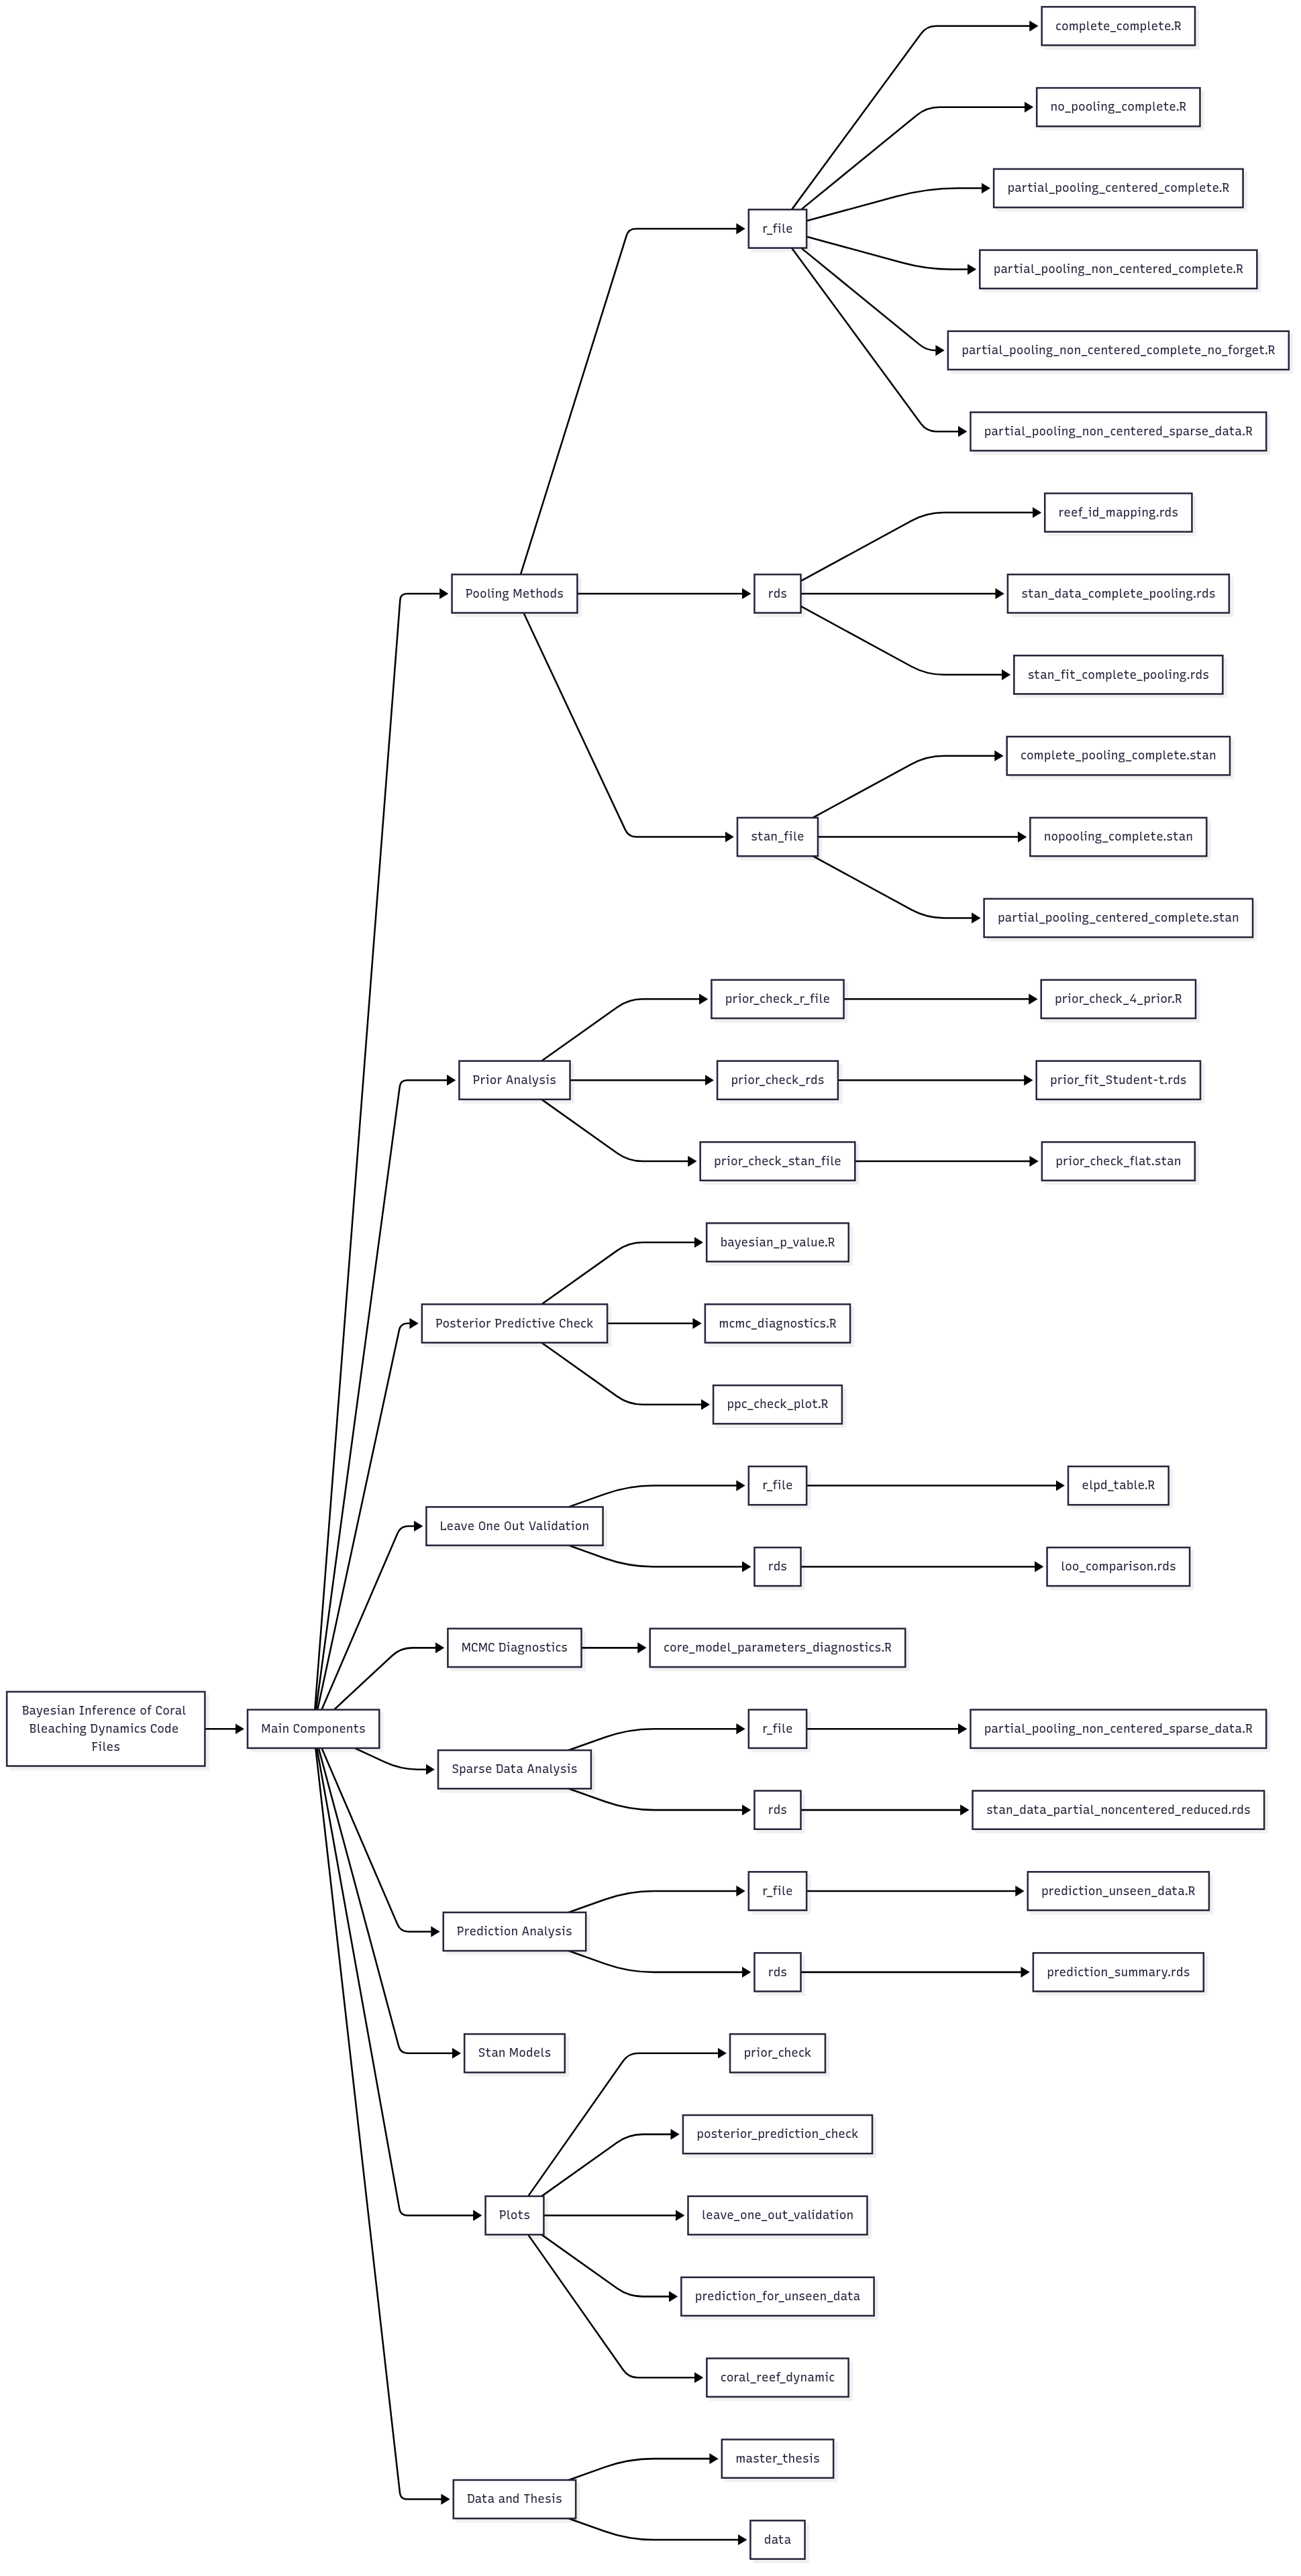 Bayesian Inference of Coral
Bleaching Dynamics Code
Files
Main Components
Pooling Methods
r_file
complete_complete.R
no_pooling_complete.R
partial_pooling_centered_complete.R
partial_pooling_non_centered_complete.R
partial_pooling_non_centered_complete_no_forget.R
partial_pooling_non_centered_sparse_data.R
rds
reef_id_mapping.rds
stan_data_complete_pooling.rds
stan_fit_complete_pooling.rds
stan_file
complete_pooling_complete.stan
nopooling_complete.stan
partial_pooling_centered_complete.stan
Prior Analysis
prior_check_r_file
prior_check_4_prior.R
prior_check_rds
prior_fit_Student-t.rds
prior_check_stan_file
prior_check_flat.stan
Posterior Predictive Check
bayesian_p_value.R
mcmc_diagnostics.R
ppc_check_plot.R
Leave One Out Validation
r_file
elpd_table.R
rds
loo_comparison.rds
MCMC Diagnostics
core_model_parameters_diagnostics.R
Sparse Data Analysis
r_file
partial_pooling_non_centered_sparse_data.R
rds
stan_data_partial_noncentered_reduced.rds
Prediction Analysis
r_file
prediction_unseen_data.R
rds
prediction_summary.rds
Stan Models
Plots
prior_check
posterior_prediction_check
leave_one_out_validation
prediction_for_unseen_data
coral_reef_dynamic
Data and Thesis
master_thesis
data